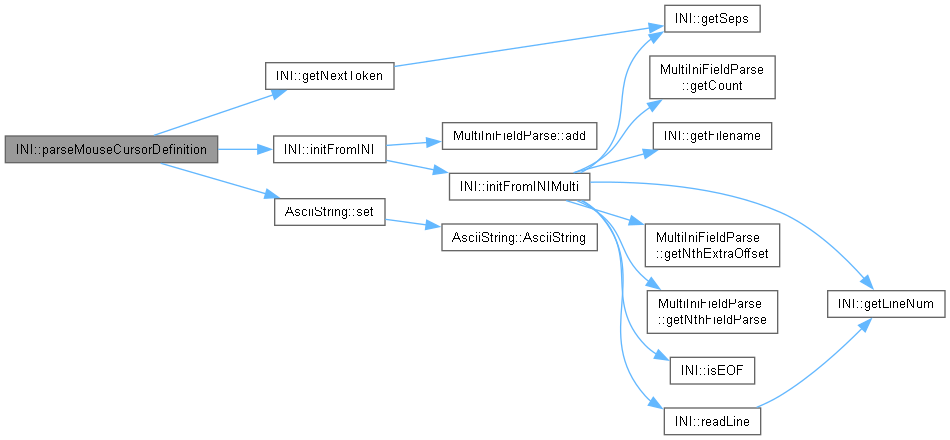 INI::parseMouseCursorDefinition
INI::getNextToken
INI::initFromINI
AsciiString::set
MultiIniFieldParse::add
INI::initFromINIMulti
AsciiString::AsciiString
INI::getSeps
MultiIniFieldParse
::getCount
INI::getFilename
MultiIniFieldParse
::getNthExtraOffset
MultiIniFieldParse
::getNthFieldParse
INI::isEOF
INI::readLine
INI::getLineNum